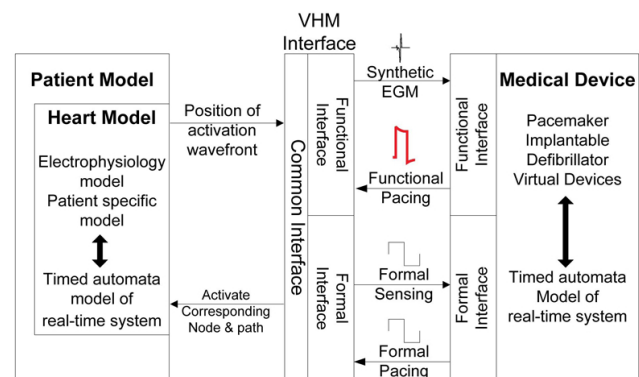 VHM
Interface
Patient Model
Heart Model
Electrophysiology
model
Patient specific
model
Timed automata
model of
real-time system
Position of
activation
wavefront
Activate
Corresponding
Node & path
Common Interface
Functional
Interface
Formal
Interface
Synthetic
EGM
Functional
Pacing
Formal
Sensing
Formal
Pacing
Functional Interface
Formal Interface
Medical Device
Pacemaker
Implantable
Defibrillator
Virtual Devices
Timed automata
Model of
real-time system